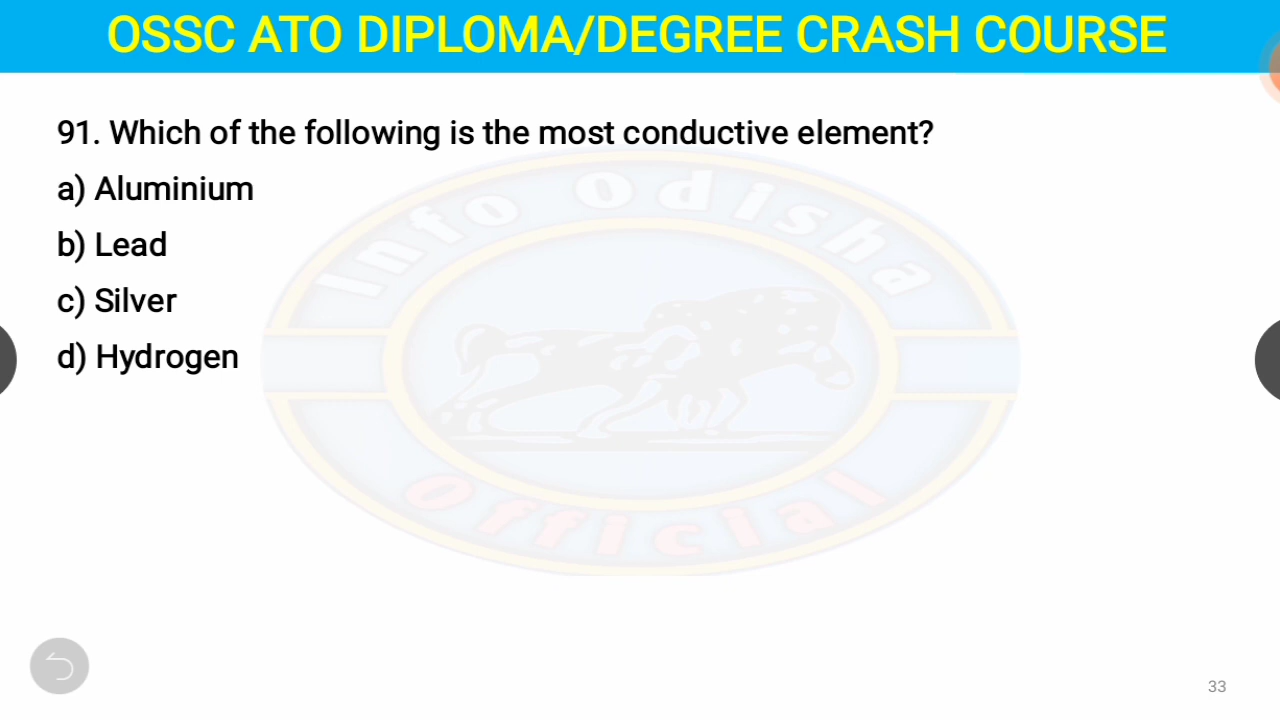 OSSC ATO DIPLOMA/DEGREE CRASH COURSE
91. Which of the following is the most conductive element?
a) Aluminium
b) Lead
c) Silver
d) Hydrogen
Info Odisha
Official
33